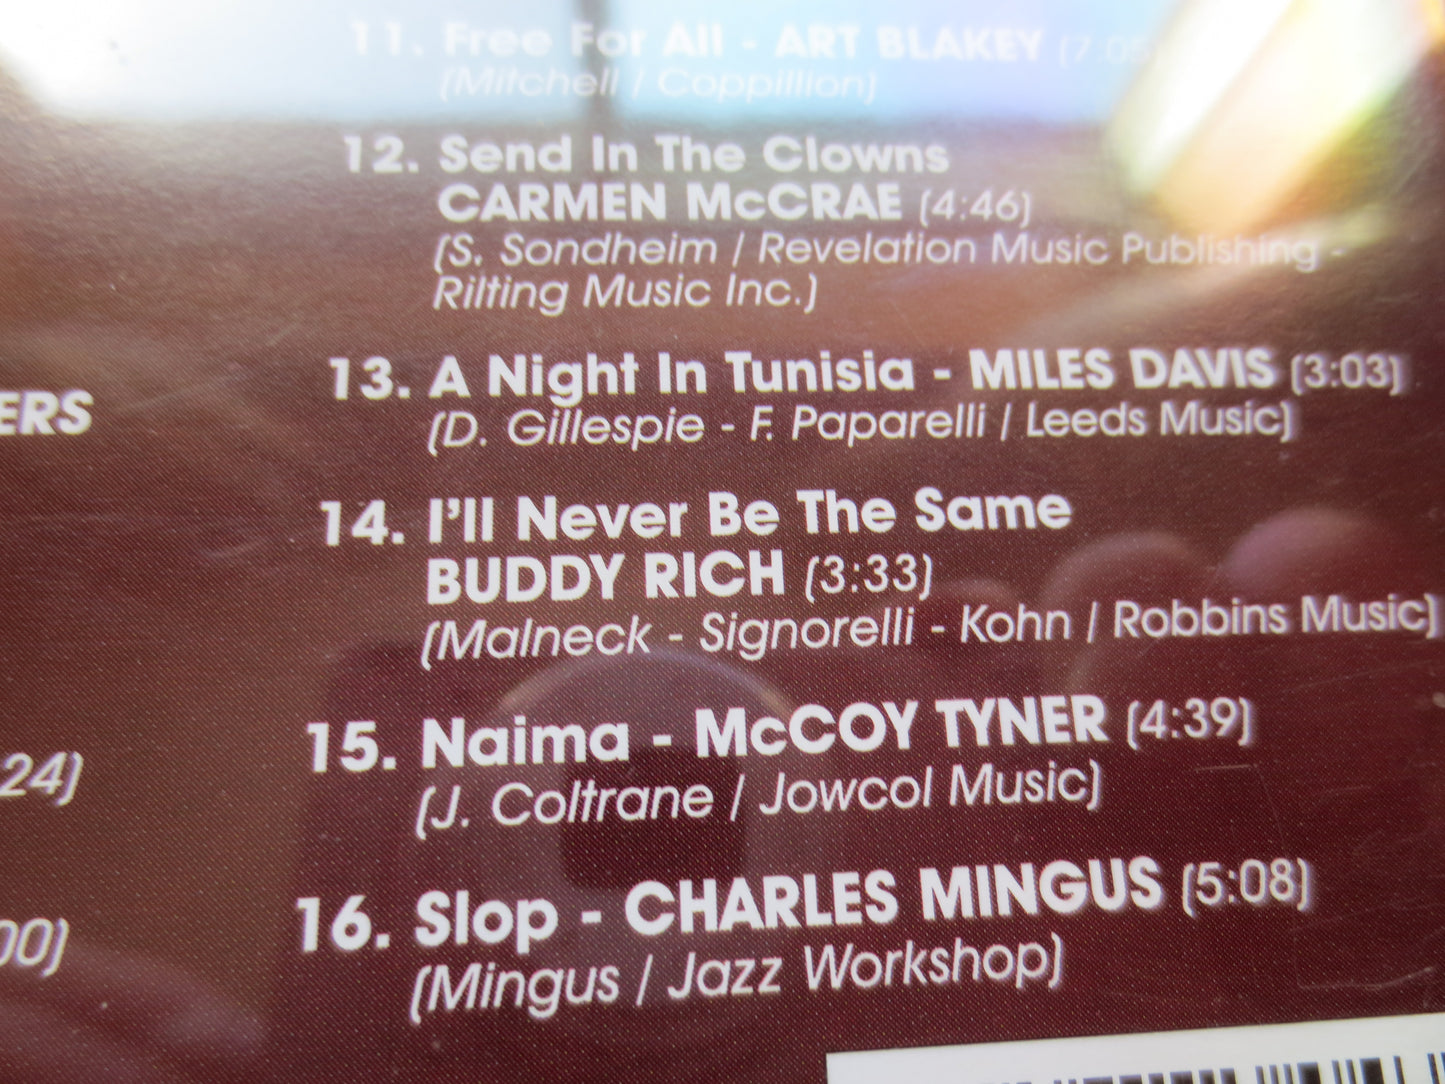 11. Free For All - ART BLAKEY (7:05)
(Mitchell / Coppilllion)
12. Send In The Clowns
CARMEN McCRAE (4:46)
(S. Sondheim / Revelation Music Publishing -
Rilting Music Inc.)
13. A Night In Tunisia - MILES DAVIS (3:03)
(D. Gillespie - F. Paparelli / Leeds Music)
14. I'll Never Be The Same
BUDDY RICH (3:33)
(Malneck - Signorelli - Kohn / Robbins Music)
15. Naima - McCOY TYNER (4:39)
(J. Coltrane / Jowcol Music)
16. Slop - CHARLES MINGUS (5:08)
(Mingus / Jazz Workshop)
ERS
24)
00)